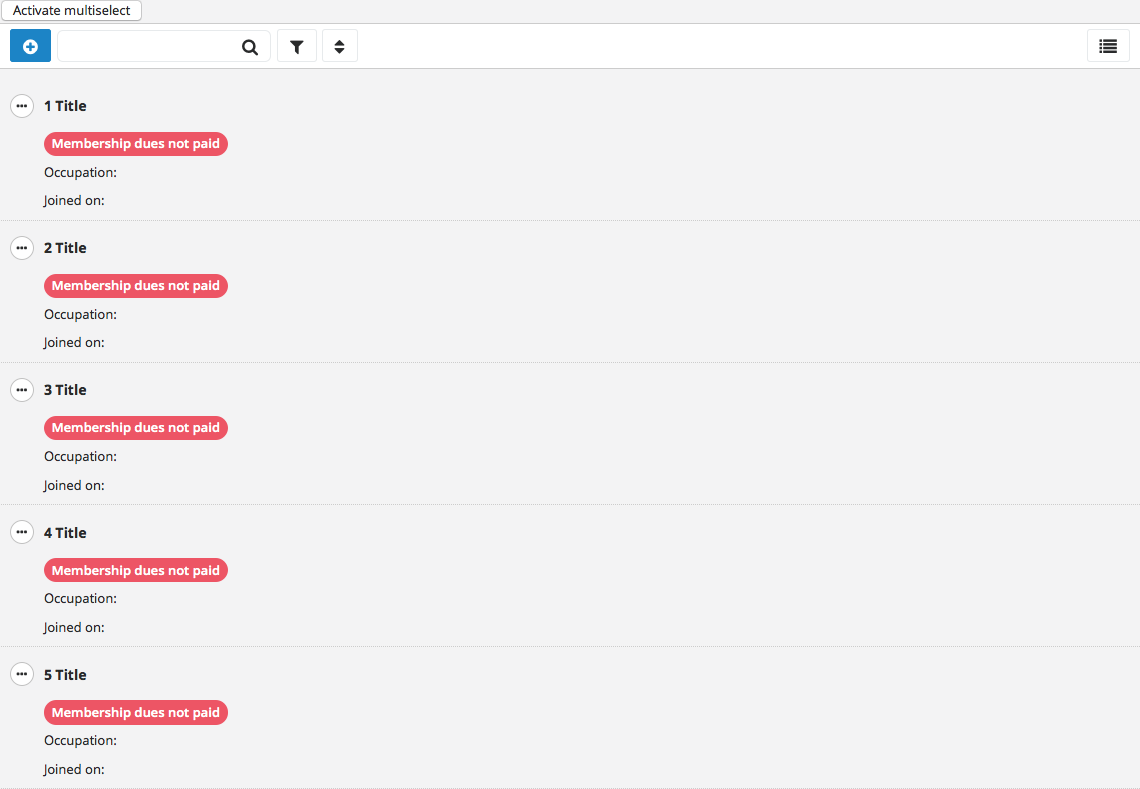 Activate multiselect
1 Title
Membership dues not paid
Occupation:
Joined on:
2 Title
Membership dues not paid
Occupation:
Joined on:
3 Title
Membership dues not paid
Occupation:
Joined on:
4 Title
Membership dues not paid
Occupation:
Joined on:
5 Title
Membership dues not paid
Occupation:
Joined on: